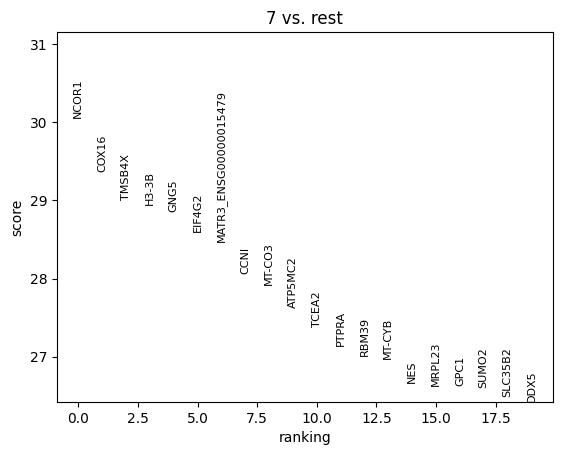 7 vs. rest
31
30
29
28
27
score
NCOR1
COX16
TMSB4X
H3-3B
GNG5
EIF4G2
MATR3_ENSG00000015479
CCNI
MT-CO3
ATP5MC2
TCEA2
PTPRA
RBM39
MT-CYB
NES
MRPL23
GPC1
SUMO2
SLC35B2
DDX5
0.0 2.5 5.0 7.5 10.0 12.5 15.0 17.5
ranking